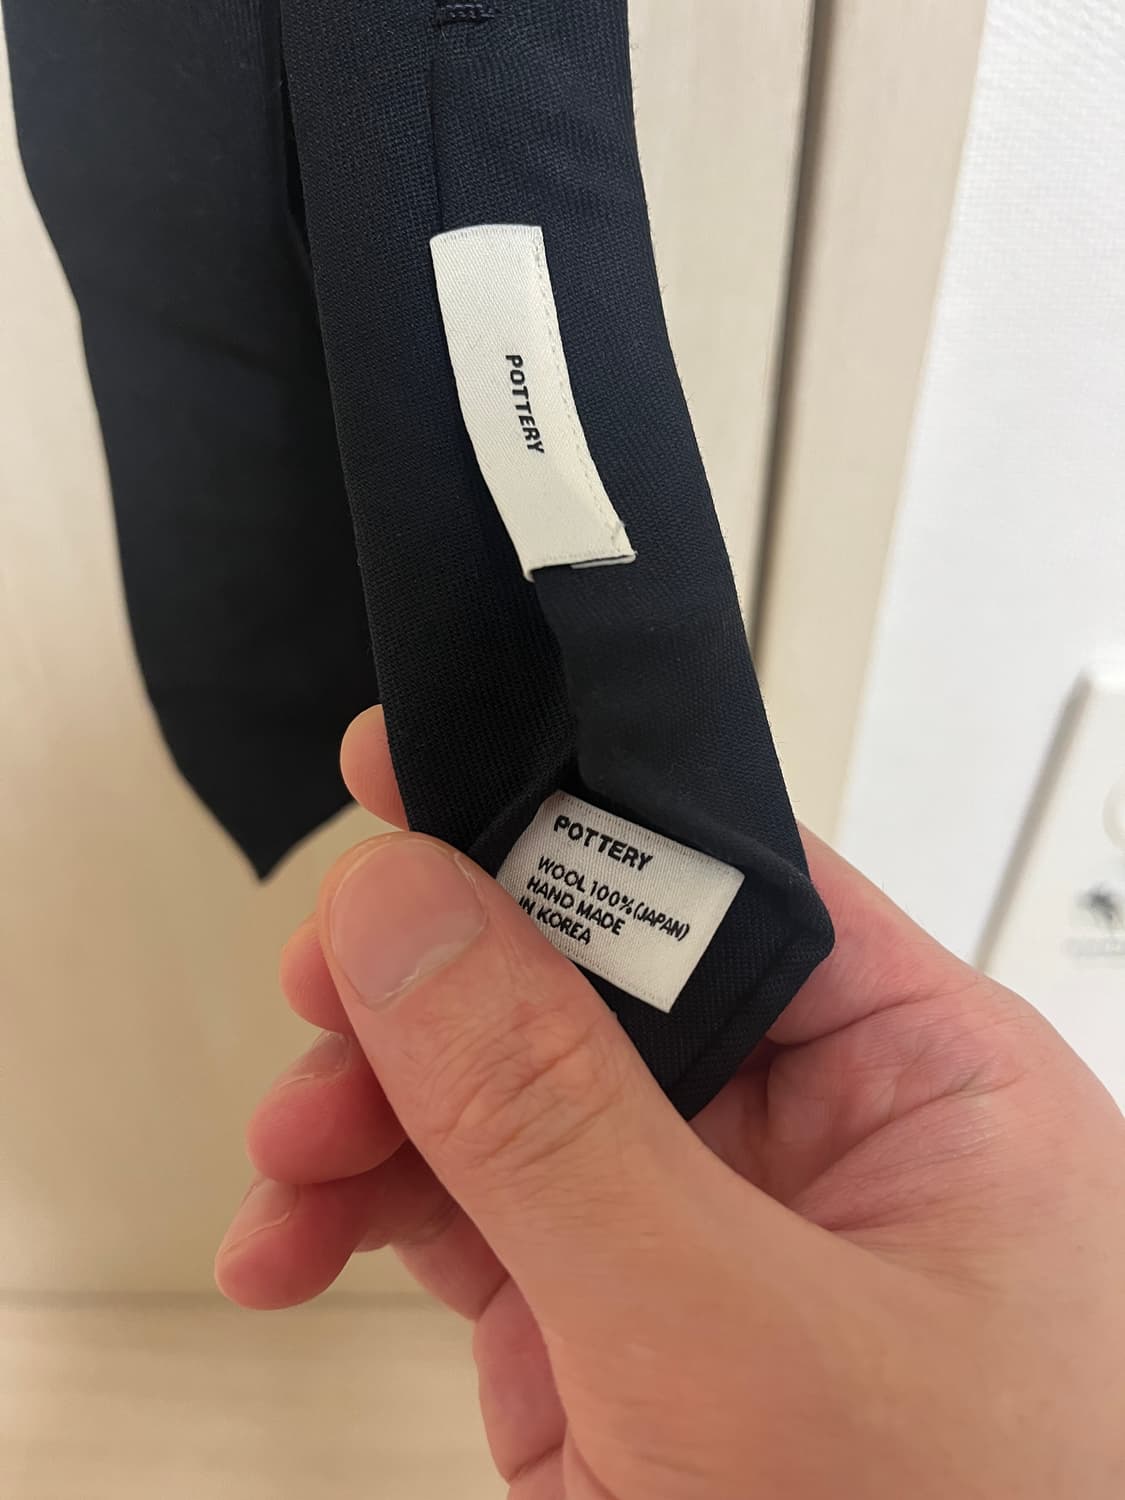 POTTERY
POTTERY
WOOL 100% (JAPAN)
HAND MADE
IN KOREA